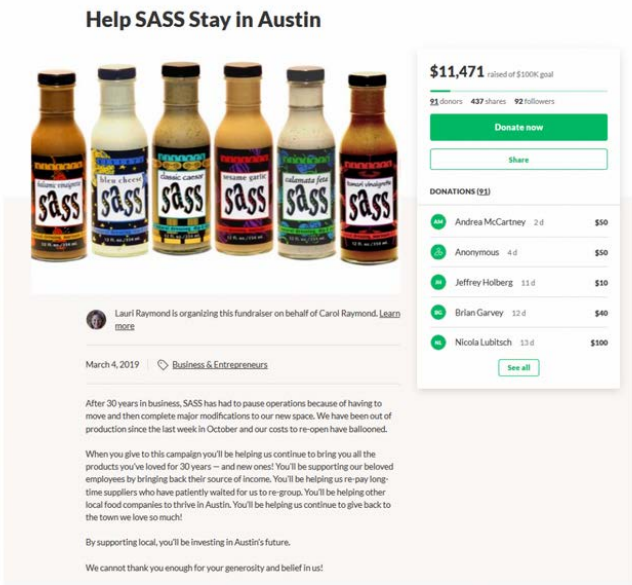 Help SASS Stay in Austin
balsamic vinaigrette
bleu cheese
classic caesar
sesame garlic
kalamata feta
tomari vinaigrette
sass
sass
sass
sass
sass
sass
Lauri Raymond is organizing this fundraiser on behalf of Carol Raymond. Learn
more
March 4, 2019
Business & Entrepreneurs
After 30 years in business, SASS has had to pause operations because of having to
move and then complete major modifications to our new space. We have been out of
production since the last week in October and our costs to re-open have ballooned.
When you give to this campaign you'll be helping us continue to bring you all the
products you've loved for 30 years — and new ones! You'll be supporting our beloved
employees by bringing back their source of income. You'll be helping us re-pay long-
time suppliers who have patiently waited for us to re-group. You'll be helping other
local food companies to thrive in Austin. You'll be helping us continue to give back to
the town we love so much!
By supporting local, you'll be investing in Austin's future.
We cannot thank you enough for your generosity and belief in us!
$11,471 raised of $100K goal
91 donors 437 shares 92 followers
Donate now
Share
DONATIONS (91)
AM Andrea McCartney 2 d $50
Anonymous 4 d $50
JH Jeffrey Holberg 11 d $10
BG Brian Garvey 12 d $40
NL Nicola Lubitsch 13 d $100
See all